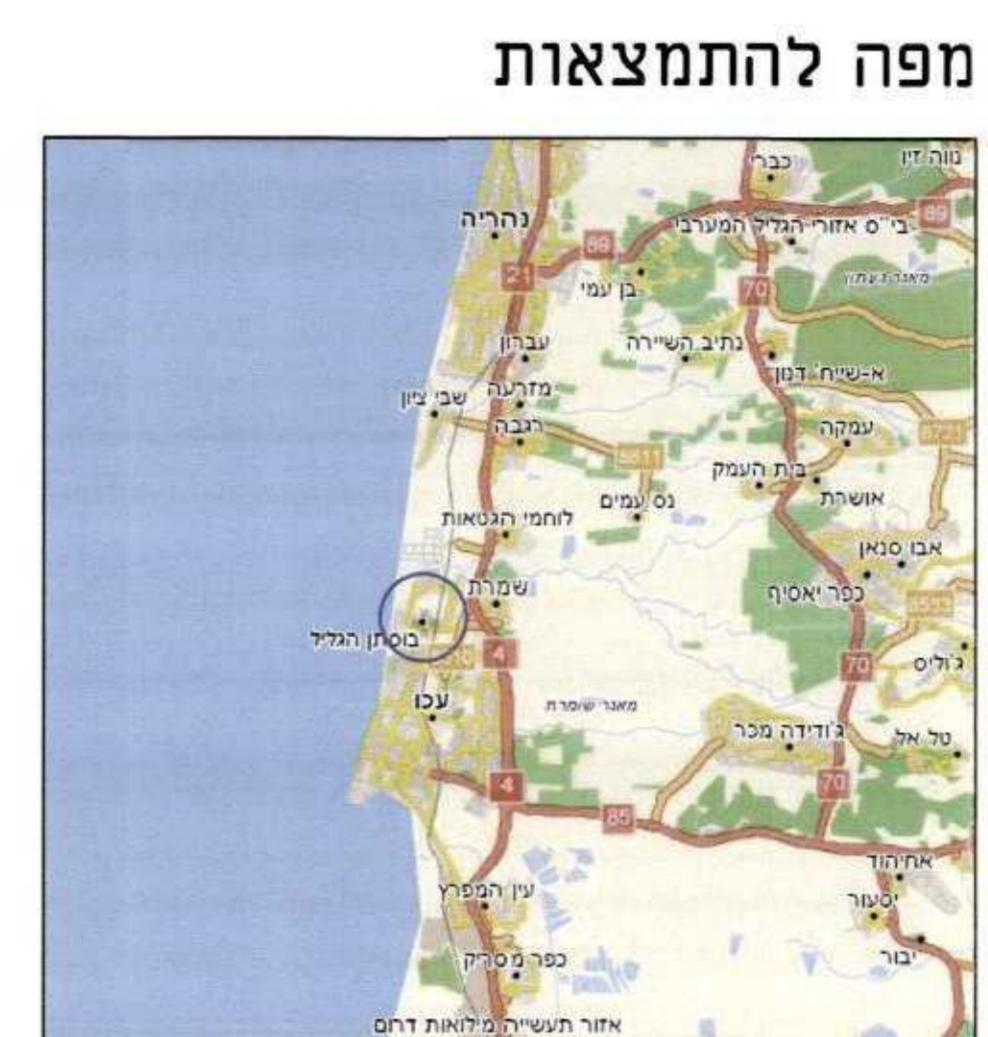 מפה להתמצאות
נווה זיו
כברי
נהריה
בי"ס אזורי הגליל המערבי
89
89
21
בן עמי
70
עברון
נתיב השיירה
א-שייח' דנון
שבי ציון
מזרעה
רגבה
עמקה
8721
8611
בית העמק
אושרת
נס עמים
לוחמי הגטאות
אבו סנאן
שמרת
כפר יאסיף
8533
בוסתן הגליל
4
70
ג'וליס
עכו
מאגר שומרת
ג'דידה מכר
טל אל
4
70
85
אחיהוד
עין המפרץ
יסעור
יבור
כפר מסריק
אזור תעשייה מילואות דרום